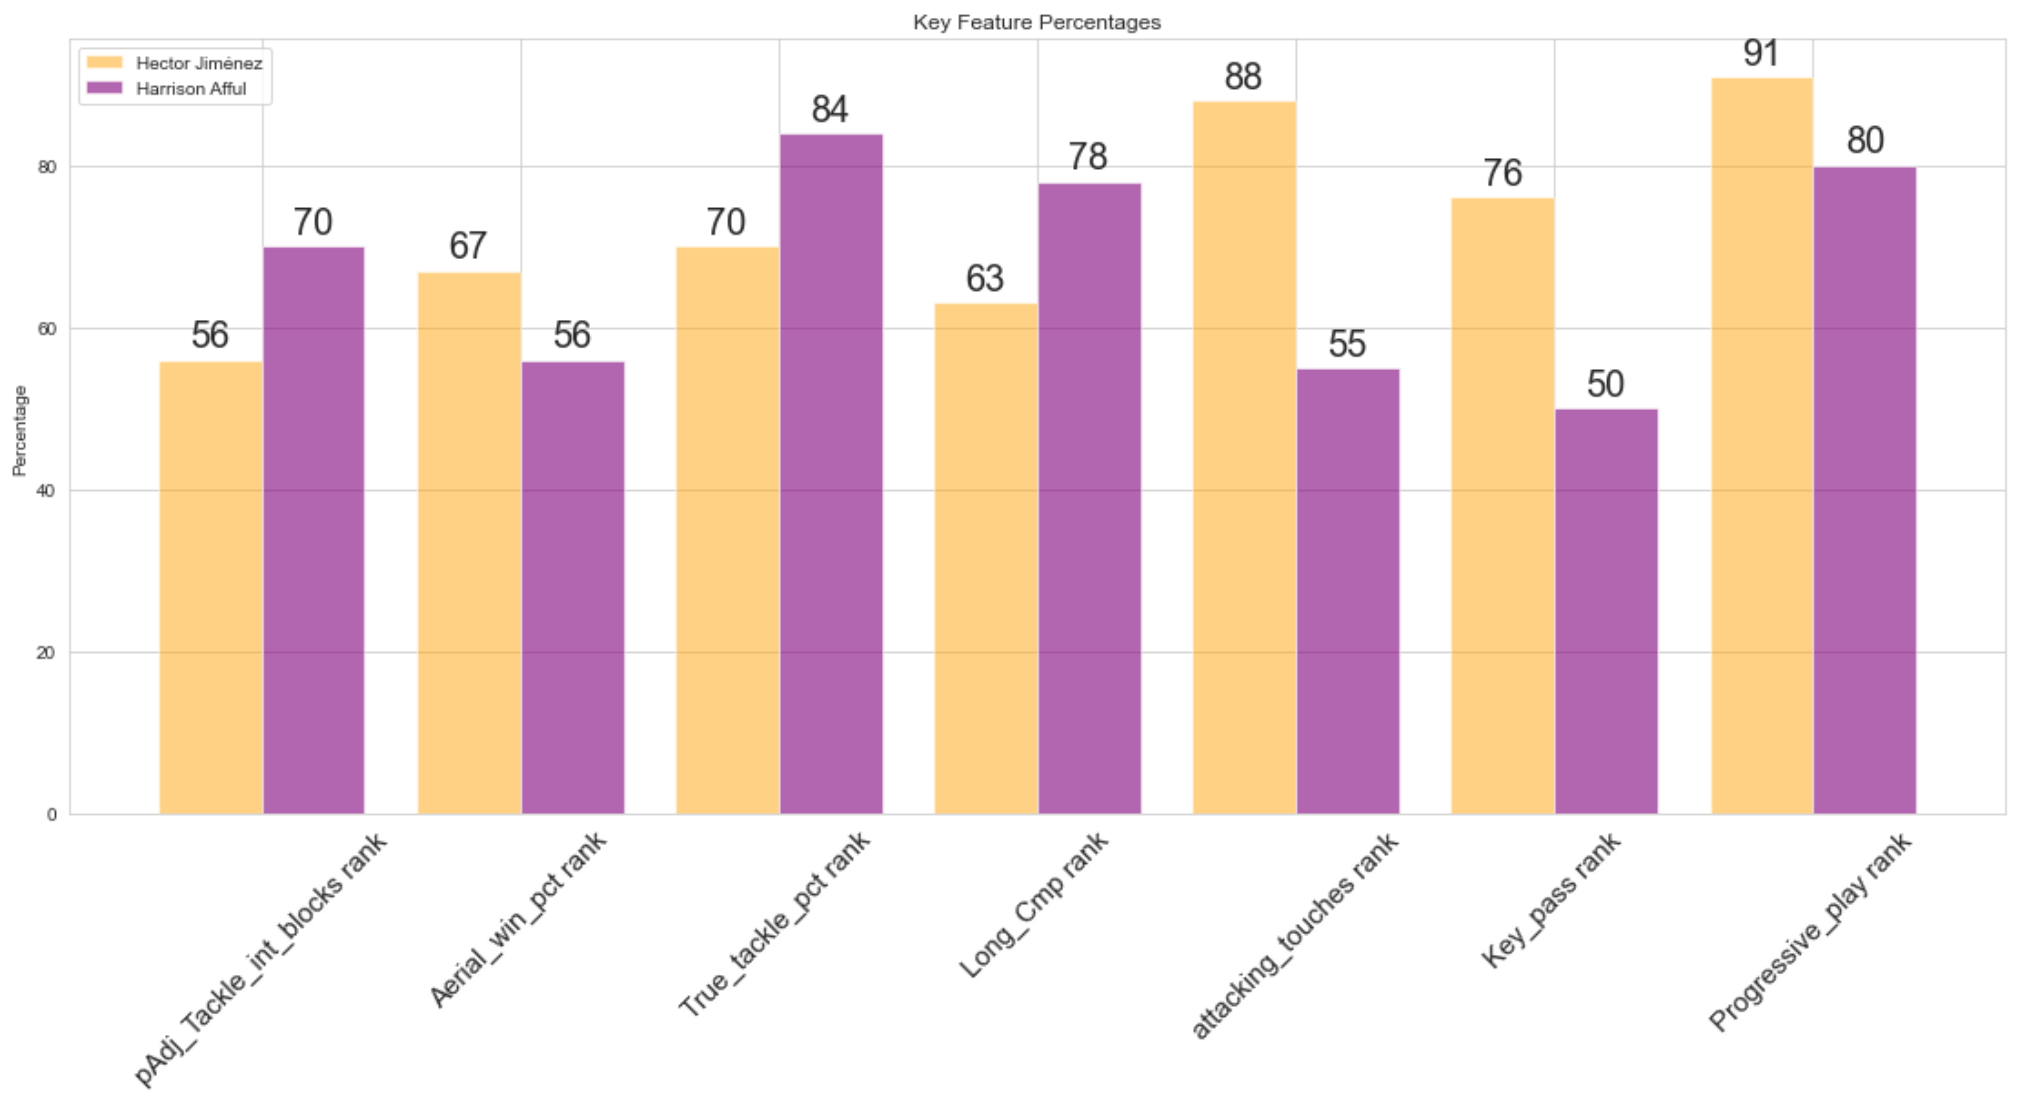 Key Feature Percentages
Hector Jiménez
Harrison Afful
Percentage
80
60
40
20
0
56
70
67
56
70
84
63
78
88
55
76
50
91
80
pAdj_Tackle_int_blocks rank
Aerial_win_pct rank
True_tackle_pct rank
Long_Cmp rank
attacking_touches rank
Key_pass rank
Progressive_play rank